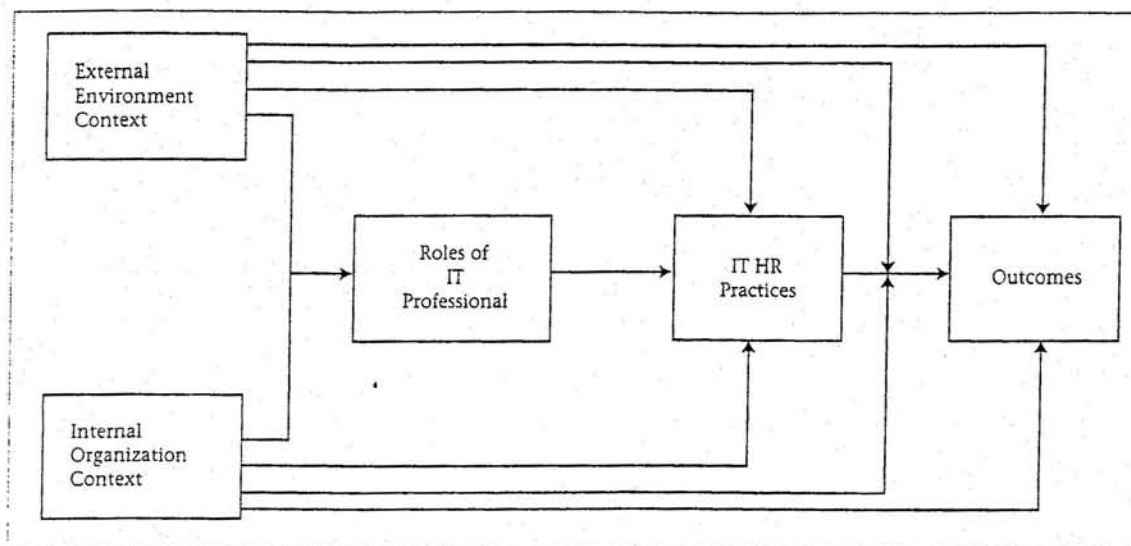 External
Environment
Context
Roles of
IT
Professional
IT HR
Practices
Outcomes
Internal
Organization
Context